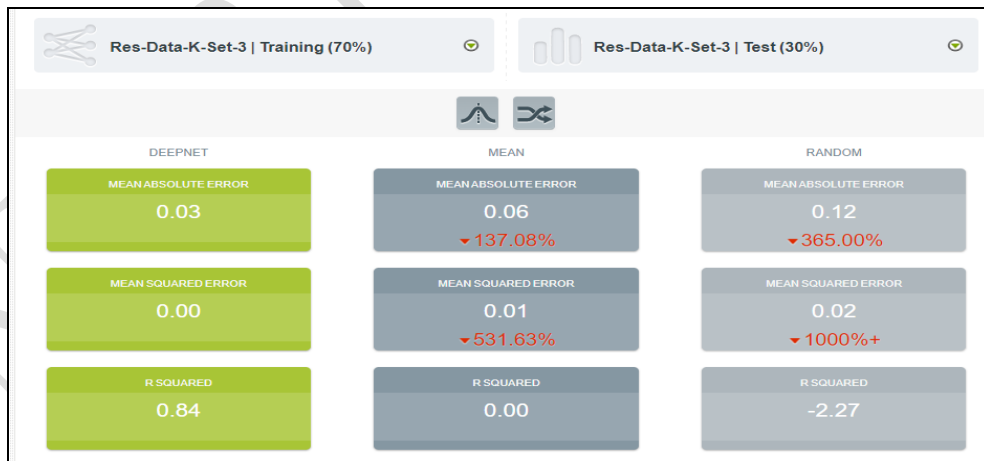 Res-Data-K-Set-3 | Training (70%)
Res-Data-K-Set-3 | Test (30%)
DEEPNET
MEAN
RANDOM
MEAN ABSOLUTE ERROR
0.03
MEAN ABSOLUTE ERROR
0.06
137.08%
MEAN ABSOLUTE ERROR
0.12
365.00%
MEAN SQUARED ERROR
0.00
MEAN SQUARED ERROR
0.01
531.63%
MEAN SQUARED ERROR
0.02
1000%+
R SQUARED
0.84
R SQUARED
0.00
R SQUARED
-2.27